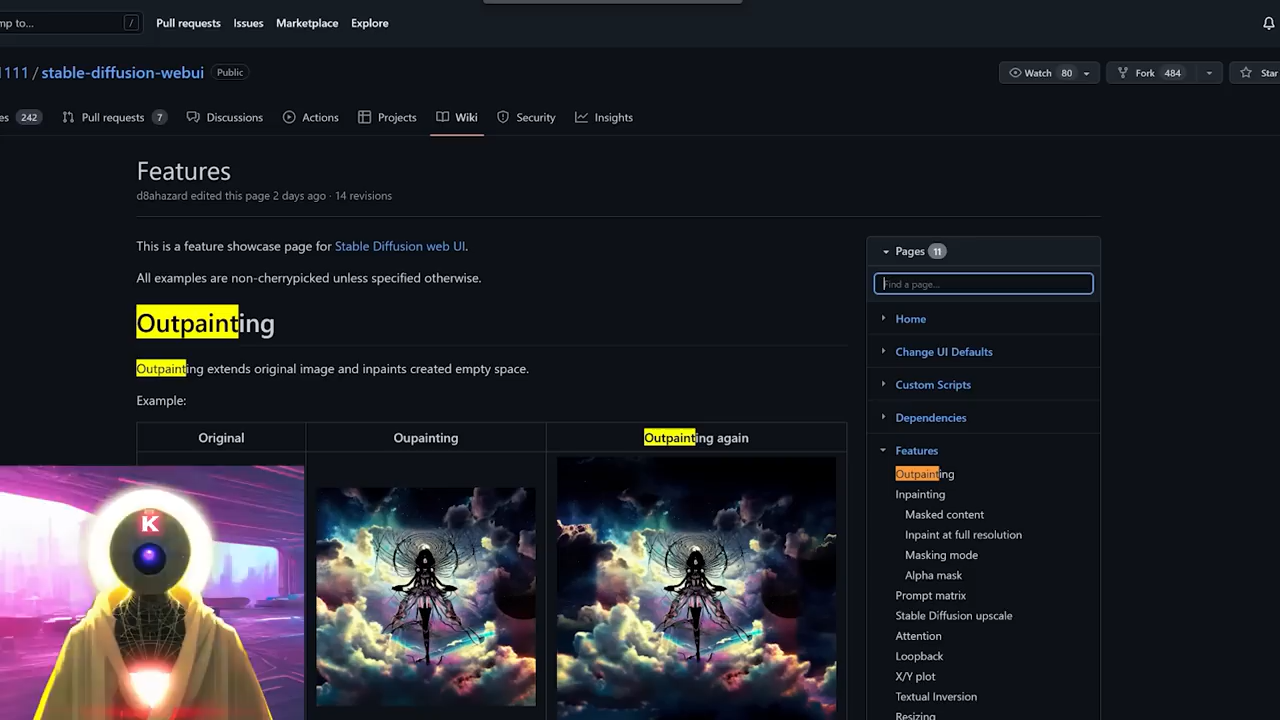 mp to... /
Pull requests Issues Marketplace Explore
1111 / stable-diffusion-webui Public
Watch 80 Fork 484 Star
es 242 Pull requests 7 Discussions Actions Projects Wiki Security Insights
Features
d8ahazard edited this page 2 days ago · 14 revisions
This is a feature showcase page for Stable Diffusion web UI.
All examples are non-cherrypicked unless specified otherwise.
Outpainting
Outpainting extends original image and inpaints created empty space.
Example:
Original Oupainting Outpainting again
K
Pages 11
Find a page...
Home
Change UI Defaults
Custom Scripts
Dependencies
Features
Outpainting
Inpainting
Masked content
Inpaint at full resolution
Masking mode
Alpha mask
Prompt matrix
Stable Diffusion upscale
Attention
Loopback
X/Y plot
Textual Inversion
Resizing